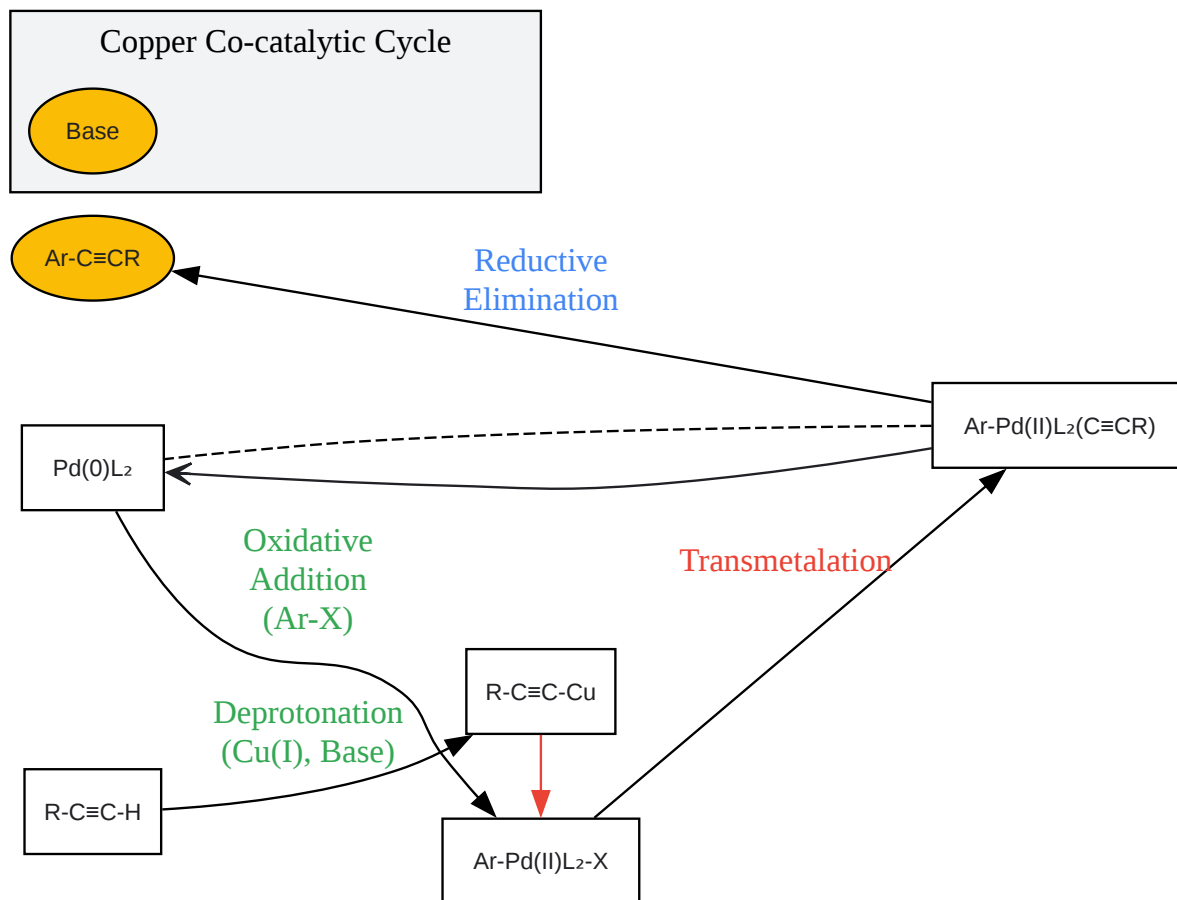 Copper Co-catalytic Cycle
Base
Ar-C≡CR
Reductive
Elimination
Ar-Pd(II)L₂(C≡CR)
Pd(0)L₂
Oxidative
Addition
(Ar-X)
Transmetalation
R-C≡C-Cu
Deprotonation
(Cu(I), Base)
R-C≡C-H
Ar-Pd(II)L₂-X